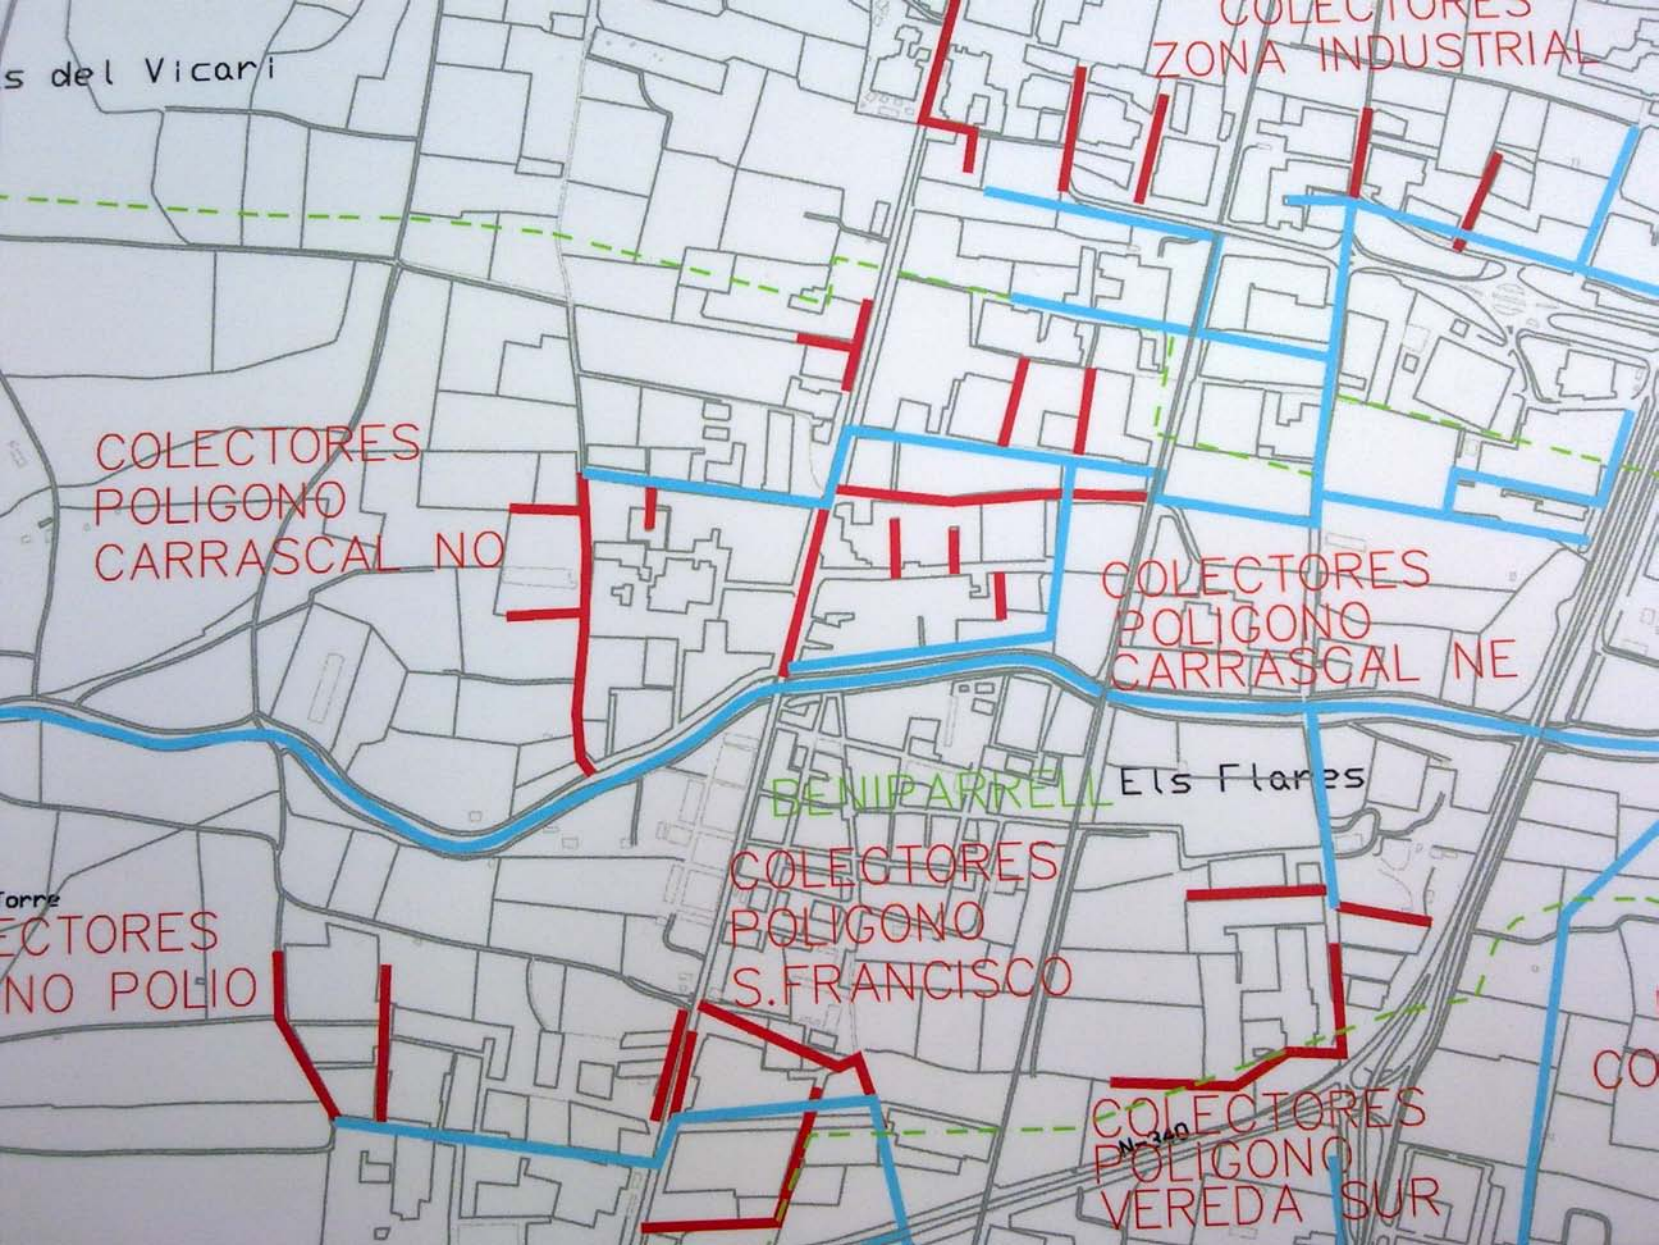 COLECTORES
ZONA INDUSTRIAL
s del Vicari
COLECTORES
POLIGONO
CARRASCAL NO
COLECTORES
POLIGONO
CARRASCAL NE
BENIPARRELL
Els Flares
COLECTORES
POLIGONO
S.FRANCISCO
Torre
ECTORES
NO POLIO
CO
COLECTORES
N-340
POLIGONO
VEREDA SUR